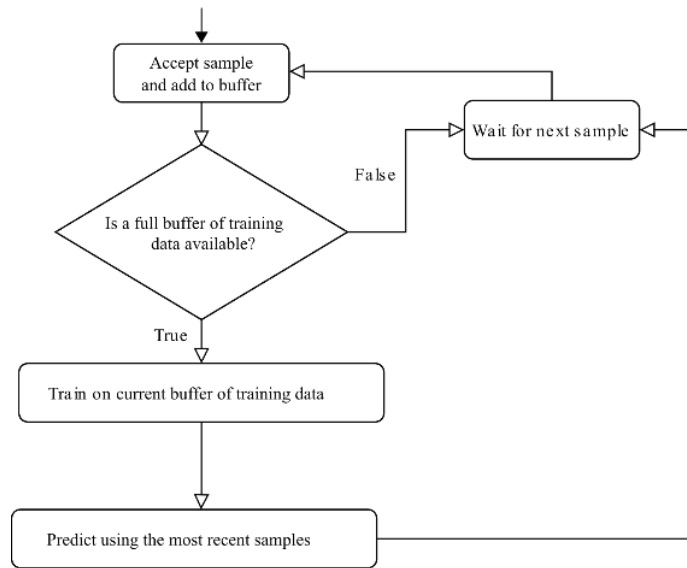 Accept sample
and add to buffer
Wait for next sample
False
Is a full buffer of training
data available?
True
Train on current buffer of training data
Predict using the most recent samples